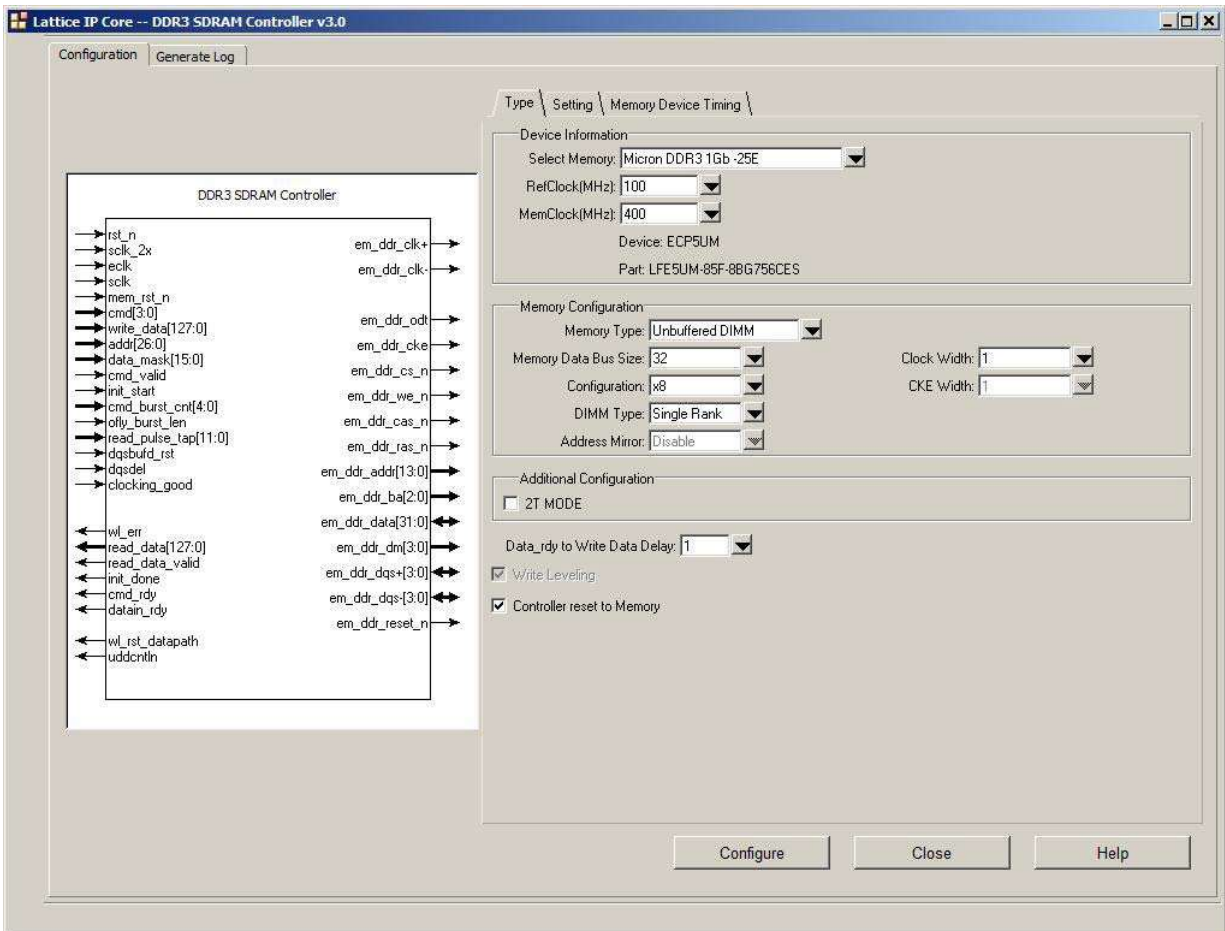 Lattice IP Core -- DDR3 SDRAM Controller v3.0
Configuration
Generate Log
DDR3 SDRAM Controller
rst_n
sclk_2x
eclk
sclk
mem_rst_n
cmd[3:0]
write_data[127:0]
addr[26:0]
data_mask[15:0]
cmd_valid
init_start
cmd_burst_cnt[4:0]
ofly_burst_len
read_pulse_tap[11:0]
dqsbufd_rst
dqsdel
clocking_good
wl_err
read_data[127:0]
read_data_valid
init_done
cmd_rdy
datain_rdy
wl_rst_datapath
uddcntln
em_ddr_clk+
em_ddr_clk-
em_ddr_odt
em_ddr_cke
em_ddr_cs_n
em_ddr_we_n
em_ddr_cas_n
em_ddr_ras_n
em_ddr_addr[13:0]
em_ddr_ba[2:0]
em_ddr_data[31:0]
em_ddr_dm[3:0]
em_ddr_dqs+[3:0]
em_ddr_dqs-[3:0]
em_ddr_reset_n
Type
Setting
Memory Device Timing
Device Information
Select Memory: Micron DDR3 1Gb -25E
RefClock(MHz): 100
MemClock(MHz): 400
Device: ECP5UM
Part: LFE5UM-85F-8BG756CES
Memory Configuration
Memory Type: Unbuffered DIMM
Memory Data Bus Size: 32
Clock Width: 1
Configuration: x8
CKE Width: 1
DIMM Type: Single Rank
Address Mirror: Disable
Additional Configuration
2T MODE
Data_rdy to Write Data Delay: 1
Write Leveling
Controller reset to Memory
Configure
Close
Help